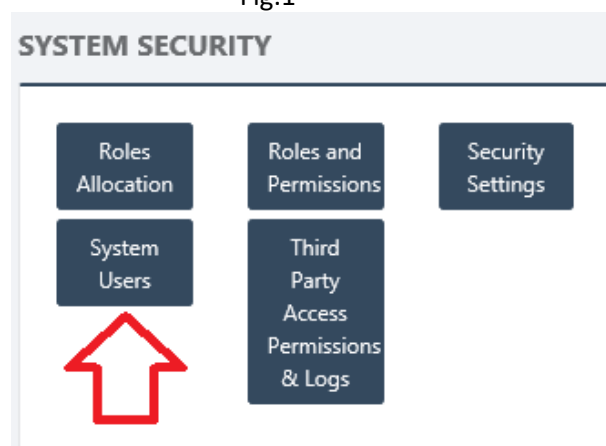 Fig.1
SYSTEM SECURITY
Roles
Allocation
Roles and
Permissions
Security
Settings
System
Users
Third
Party
Access
Permissions
& Logs